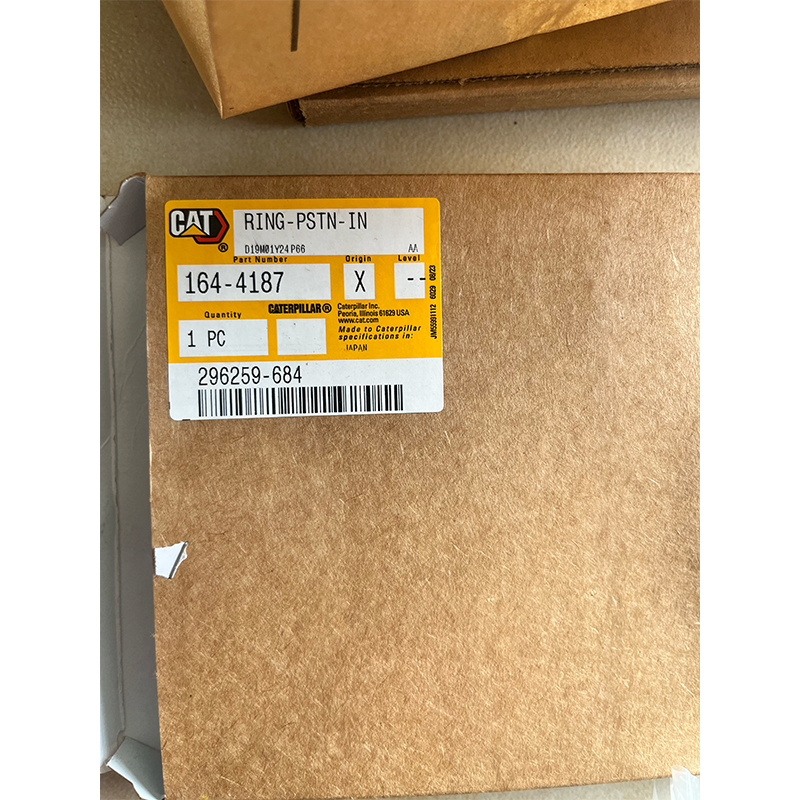 CAT ®
RING-PSTN-IN
D19M01Y24P66 AA
Part Number Origin Level
164-4187 X --
Quantity
1 PC
CATERPILLAR®
Caterpillar Inc.
Peoria, Illinois 61629 USA
www.cat.com
Made to Caterpillar
specifications in:
JAPAN
296259-684